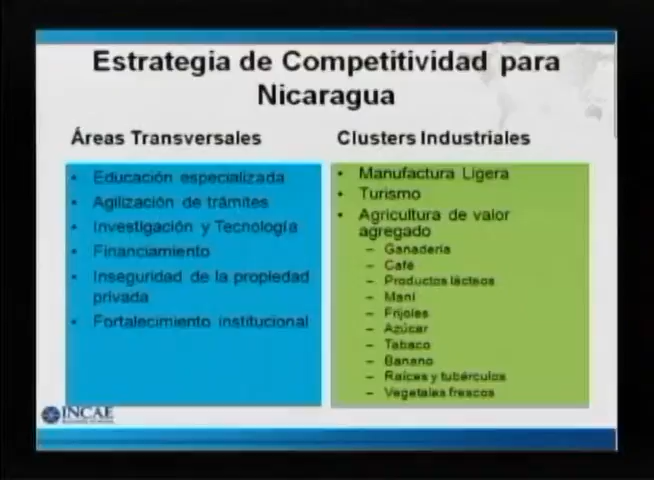 Estrategia de Competitividad para
Nicaragua
Áreas Transversales
• Educación especializada
• Agilización de trámites
• Investigación y Tecnología
• Financiamiento
• Inseguridad de la propiedad
privada
• Fortalecimiento institucional
Clusters Industriales
• Manufactura Ligera
• Turismo
• Agricultura de valor
agregado
– Ganadería
– Café
– Productos lácteos
– Maní
– Frijoles
– Azúcar
– Tabaco
– Banano
– Raíces y tubérculos
– Vegetales frescos
INCAE